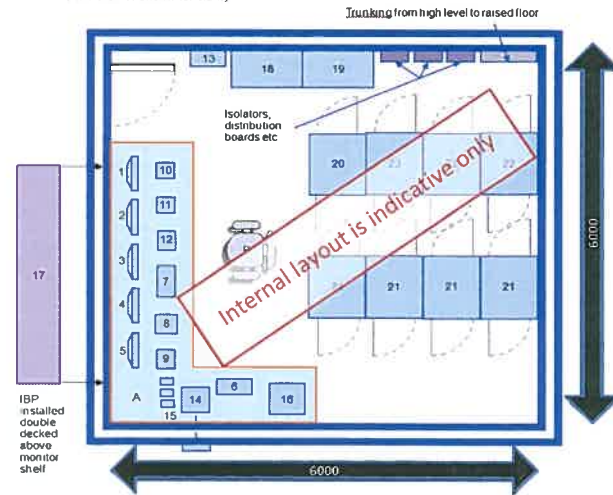 Trunking from high level to raised floor
13
18
19
Isolators,
distribution
boards etc
20
22
1
10
2
11
12
3
7
4
8
5
9
17
21
21
21
6
A
14
16
15
IBP
installed
double
decked
above
monitor
shelf
Internal layout is indicative only
6000
6000